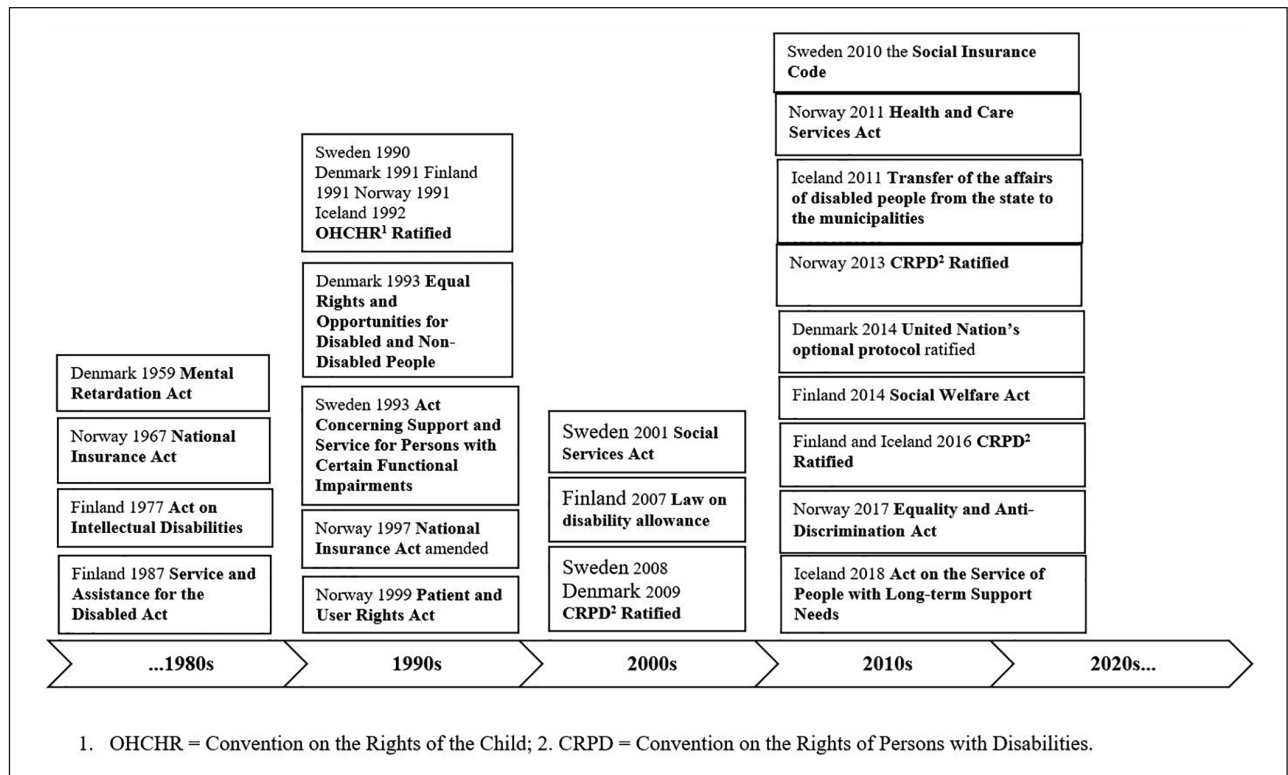 Denmark 1959 Mental
Retardation Act
Norway 1967 National
Insurance Act
Finland 1977 Act on
Intellectual Disabilities
Finland 1987 Service and
Assistance for the
Disabled Act
Sweden 1990
Denmark 1991 Finland
1991 Norway 1991
Iceland 1992
OHCHR¹ Ratified
Denmark 1993 Equal
Rights and
Opportunities for
Disabled and Non-
Disabled People
Sweden 1993 Act
Concerning Support and
Service for Persons with
Certain Functional
Impairments
Norway 1997 National
Insurance Act amended
Norway 1999 Patient and
User Rights Act
Sweden 2001 Social
Services Act
Finland 2007 Law on
disability allowance
Sweden 2008
Denmark 2009
CRPD² Ratified
Sweden 2010 the Social Insurance
Code
Norway 2011 Health and Care
Services Act
Iceland 2011 Transfer of the affairs
of disabled people from the state to
the municipalities
Norway 2013 CRPD² Ratified
Denmark 2014 United Nation’s
optional protocol ratified
Finland 2014 Social Welfare Act
Finland and Iceland 2016 CRPD²
Ratified
Norway 2017 Equality and Anti-
Discrimination Act
Iceland 2018 Act on the Service of
People with Long-term Support
Needs
...1980s
1990s
2000s
2010s
2020s...
1. OHCHR = Convention on the Rights of the Child; 2. CRPD = Convention on the Rights of Persons with Disabilities.